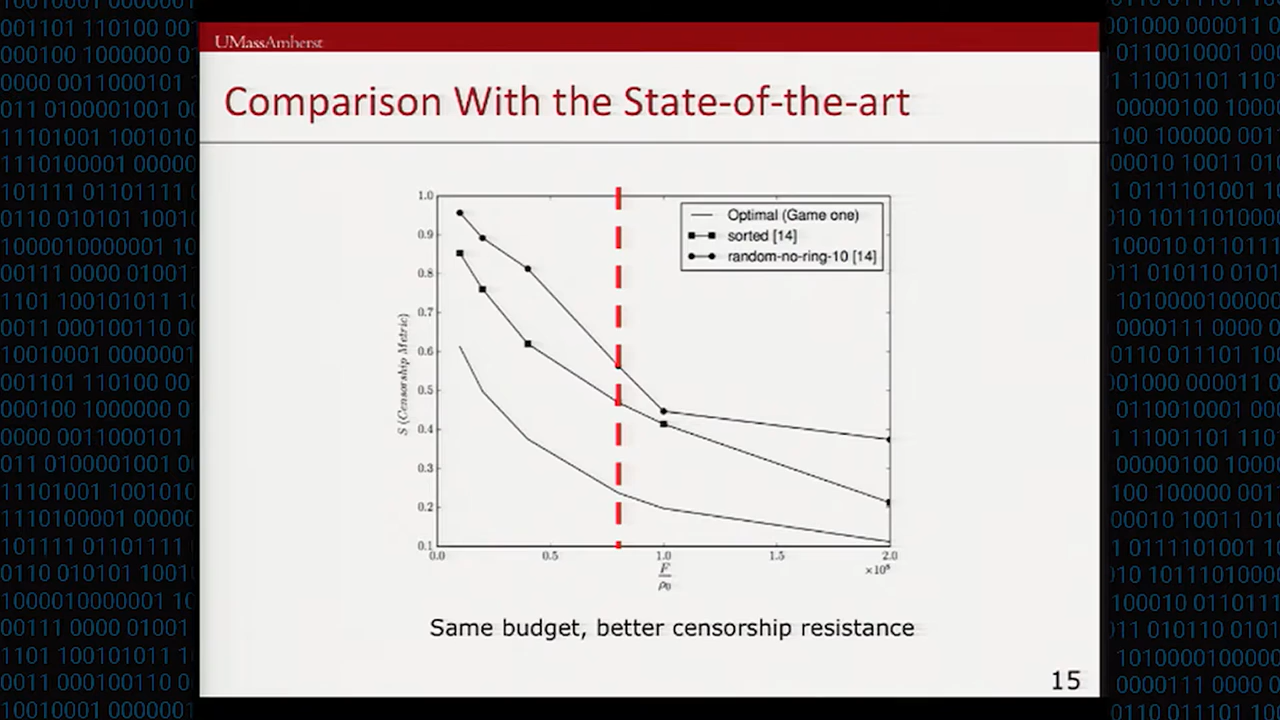 UMassAmherst
Comparison With the State-of-the-art
1.0
0.9
0.8
0.7
0.6
0.5
0.4
0.3
0.2
0.1
S (Censorship Metric)
Optimal (Game one)
sorted [14]
random-no-ring-10 [14]
0.0 0.5 1.0 1.5 2.0
F
ρ0
Same budget, better censorship resistance
15